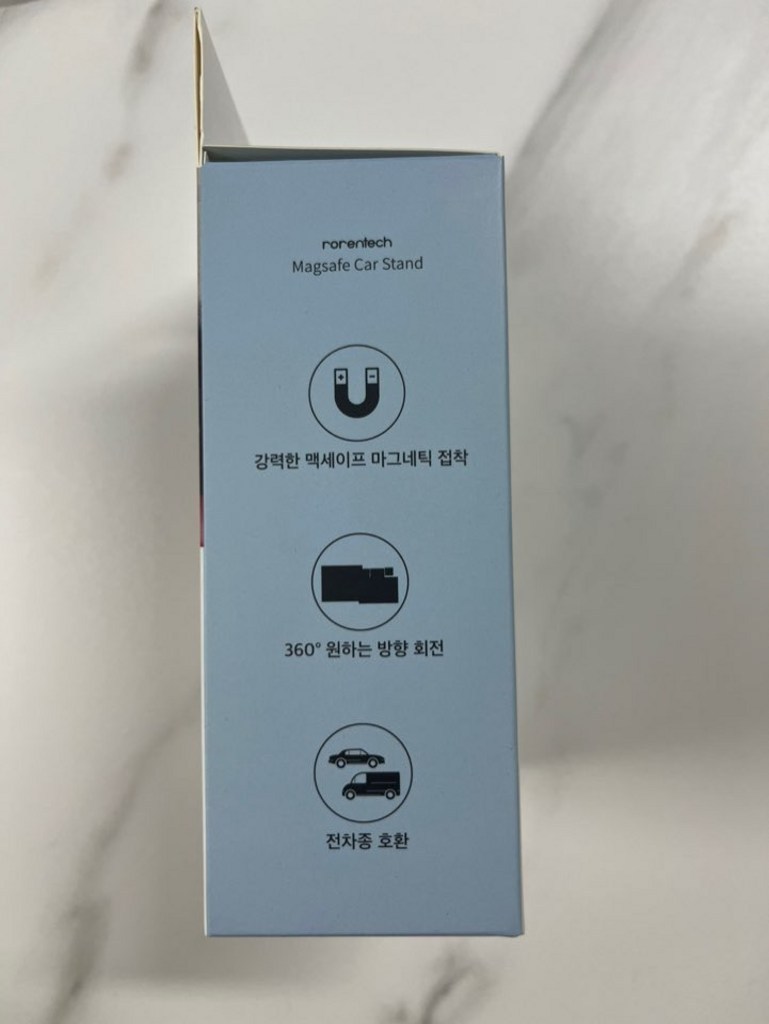 rorentech
Magsafe Car Stand
+ -
강력한 맥세이프 마그네틱 접착
360° 원하는 방향 회전
전차종 호환